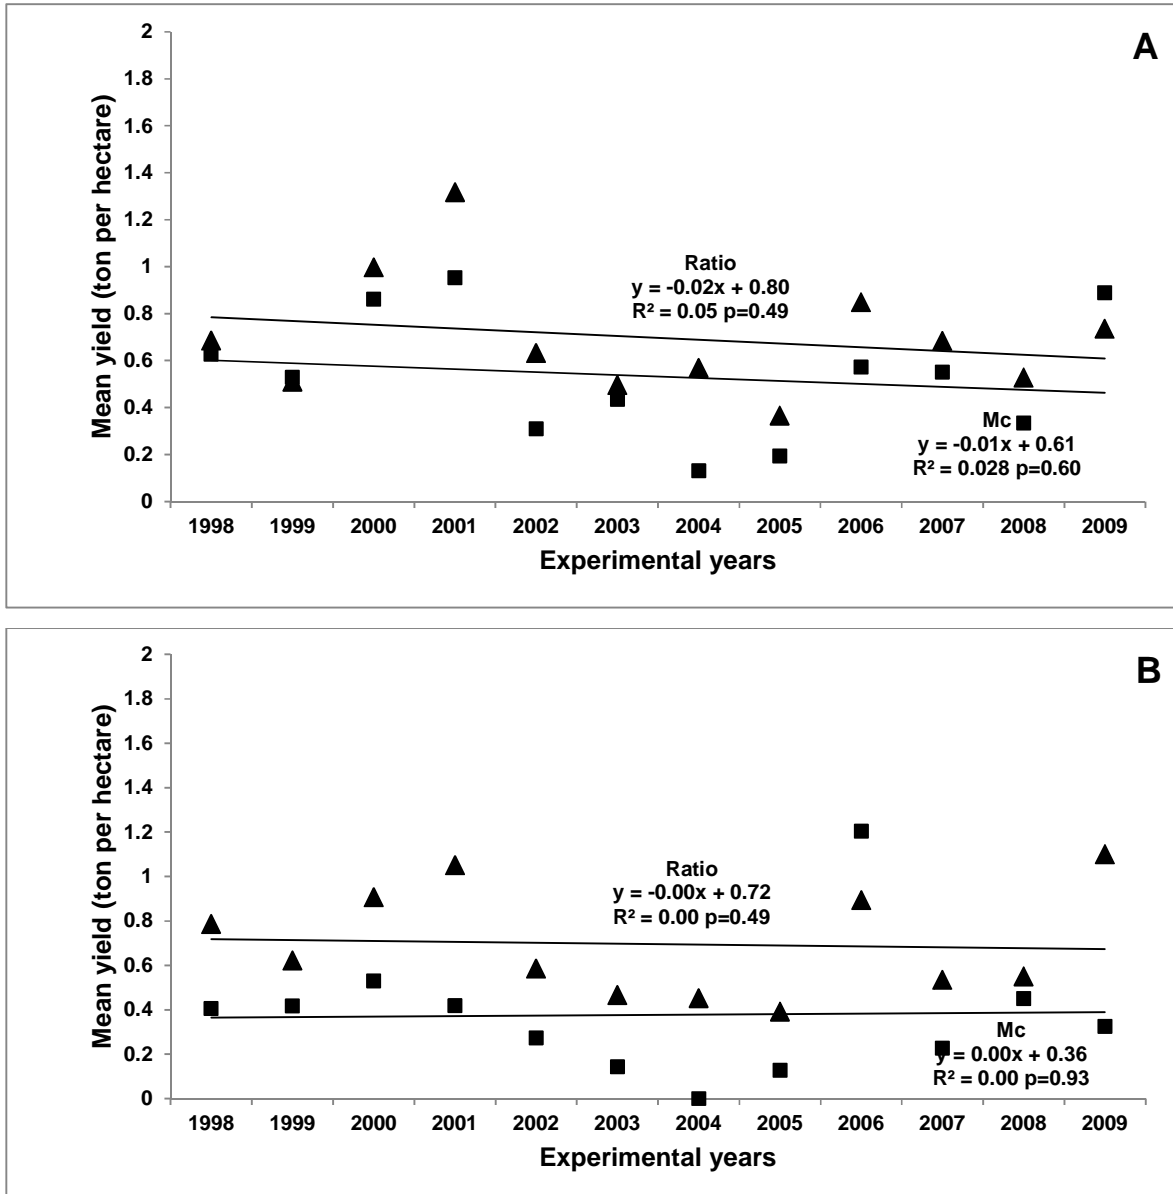 A
Mean yield (ton per hectare)
2
1.8
1.6
1.4
1.2
1
0.8
0.6
0.4
0.2
0
Ratio
y = -0.02x + 0.80
R² = 0.05 p=0.49
Mc
y = -0.01x + 0.61
R² = 0.028 p=0.60
1998 1999 2000 2001 2002 2003 2004 2005 2006 2007 2008 2009
Experimental years
B
Mean yield (ton per hectare)
2
1.8
1.6
1.4
1.2
1
0.8
0.6
0.4
0.2
0
Ratio
y = -0.00x + 0.72
R² = 0.00 p=0.49
Mc
y = 0.00x + 0.36
R² = 0.00 p=0.93
1998 1999 2000 2001 2002 2003 2004 2005 2006 2007 2008 2009
Experimental years